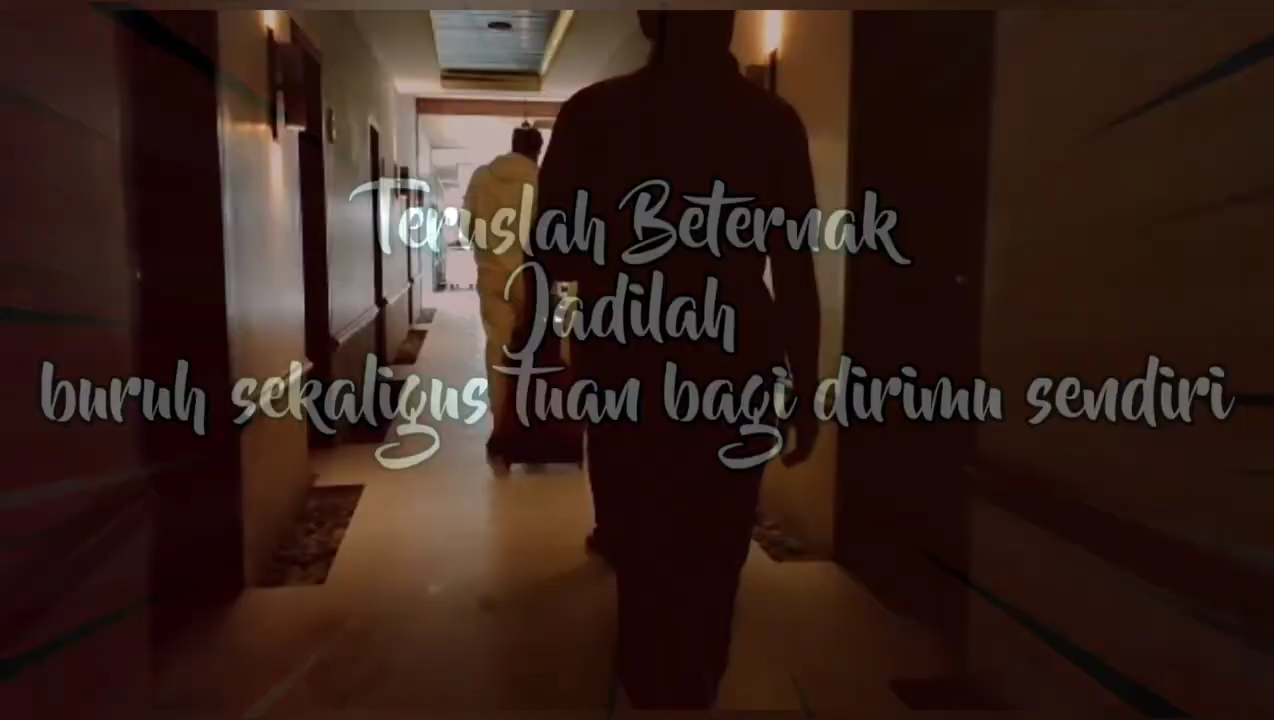 Teruslah Beternak
Jadilah
buruh sekaligus Tuan bagi dirimu sendiri